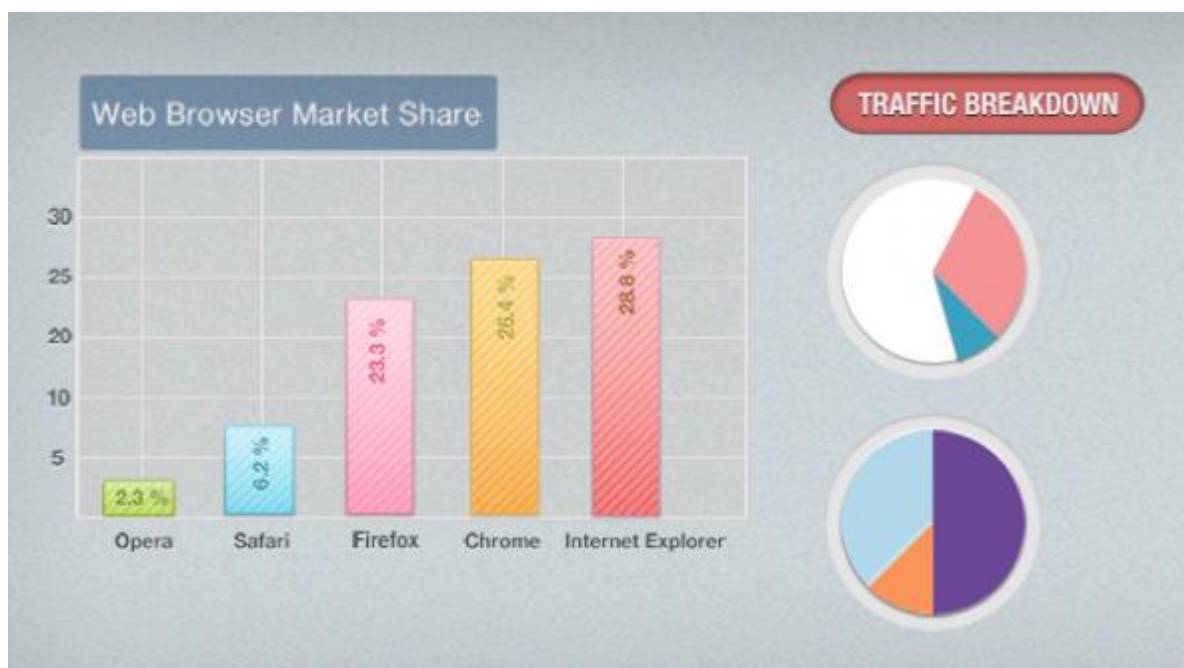 Web Browser Market Share
TRAFFIC BREAKDOWN
30
25
20
10
5
2.3 %
6.2 %
23.3 %
26.4 %
28.8 %
Opera
Safari
Firefox
Chrome
Internet Explorer